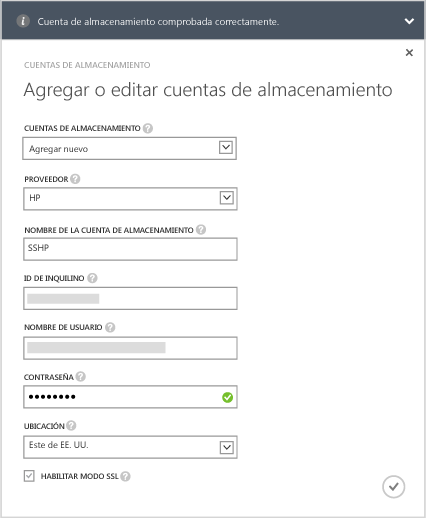 Cuenta de almacenamiento comprobada correctamente.
CUENTAS DE ALMACENAMIENTO
Agregar o editar cuentas de almacenamiento
CUENTAS DE ALMACENAMIENTO
Agregar nuevo
PROVEEDOR
HP
NOMBRE DE LA CUENTA DE ALMACENAMIENTO
SSHP
ID DE INQUILINO
NOMBRE DE USUARIO
CONTRASEÑA
UBICACIÓN
Este de EE. UU.
HABILITAR MODO SSL